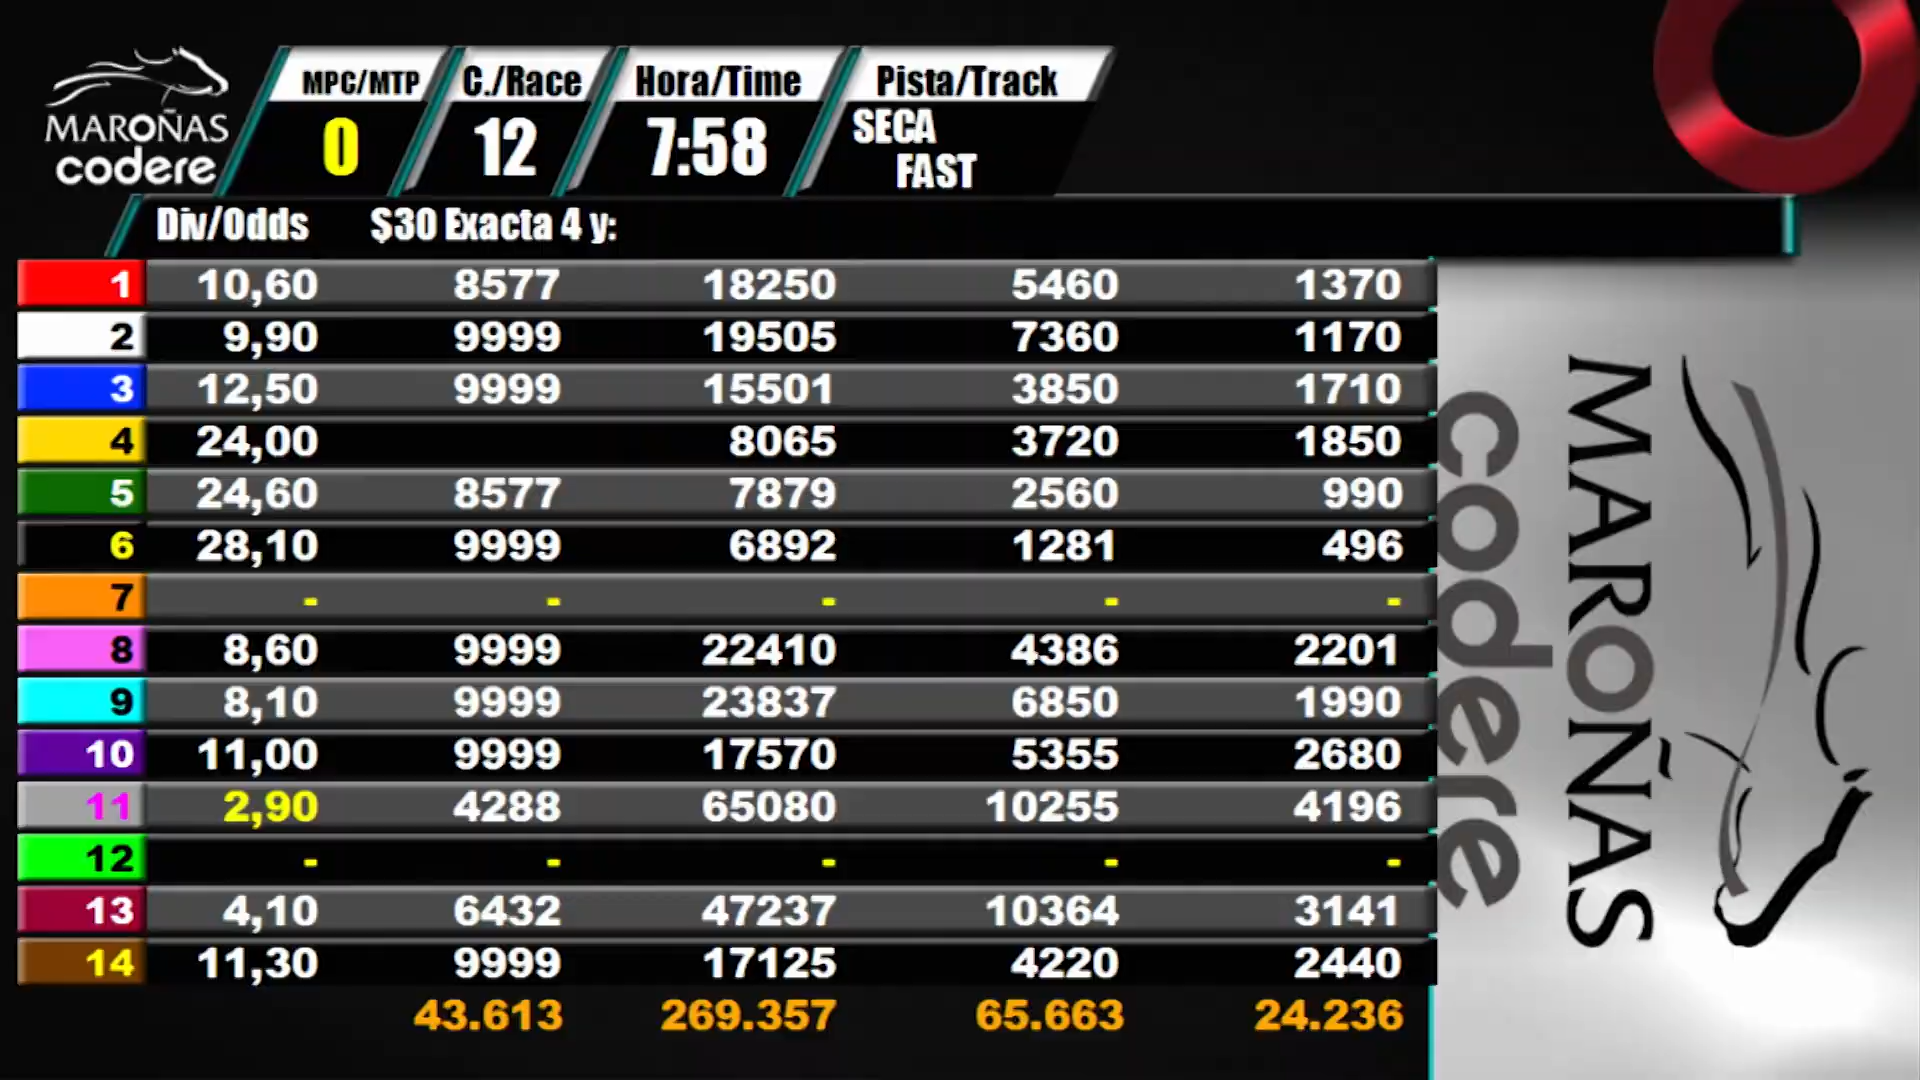 MAROÑAS
codere
MPC/MTP C./Race Hora/Time Pista/Track
0 12 7:58 SECA
FAST
Div/Odds $30 Exacta 4 y:
1 10,60 8577 18250 5460 1370
2 9,90 9999 19505 7360 1170
3 12,50 9999 15501 3850 1710
4 24,00 8065 3720 1850
5 24,60 8577 7879 2560 990
6 28,10 9999 6892 1281 496
7 - - - - -
8 8,60 9999 22410 4386 2201
9 8,10 9999 23837 6850 1990
10 11,00 9999 17570 5355 2680
11 2,90 4288 65080 10255 4196
12 - - - - -
13 4,10 6432 47237 10364 3141
14 11,30 9999 17125 4220 2440
43.613 269.357 65.663 24.236
MAROÑAS
codere